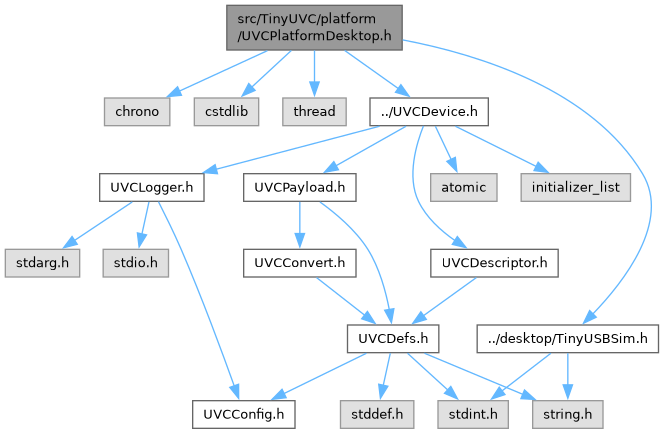 src/TinyUVC/platform
/UVCPlatformDesktop.h
chrono
cstdlib
thread
../UVCDevice.h
UVCLogger.h
UVCPayload.h
atomic
initializer_list
stdarg.h
stdio.h
UVCConvert.h
UVCDescriptor.h
UVCDefs.h
../desktop/TinyUSBSim.h
UVCConfig.h
stddef.h
stdint.h
string.h